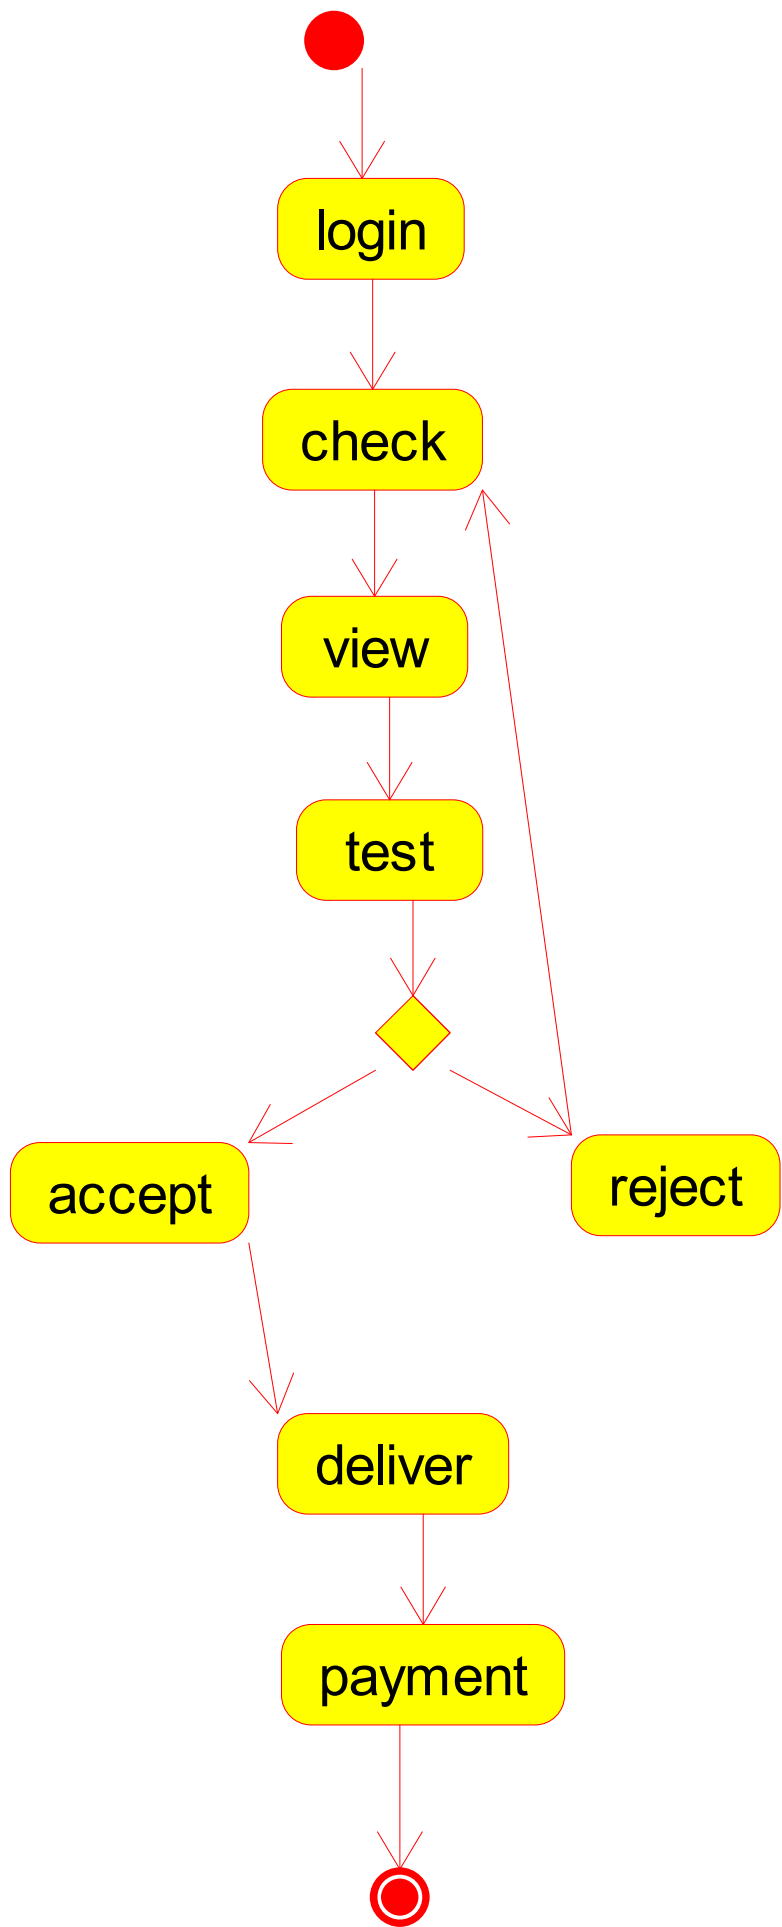 login
check
view
test
accept
reject
deliver
payment